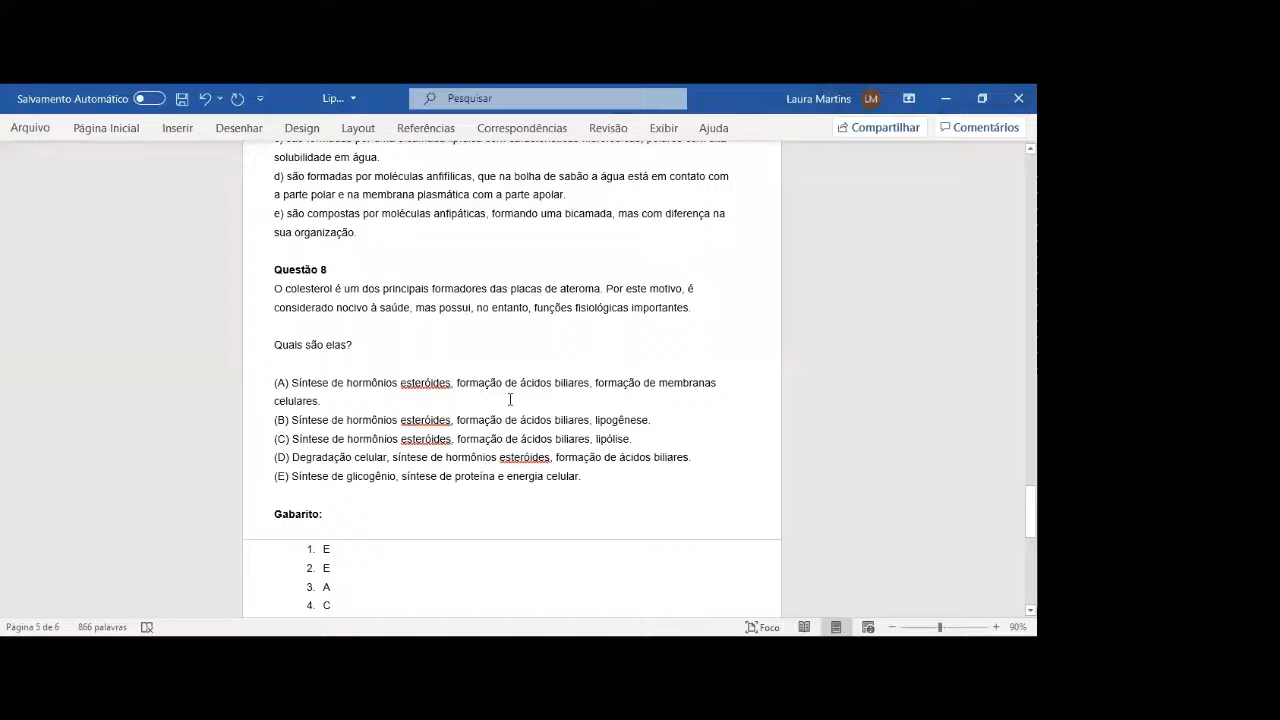 Salvamento Automático
Lip...
Pesquisar
Laura Martins
LM
Arquivo
Página Inicial
Inserir
Desenhar
Design
Layout
Referências
Correspondências
Revisão
Exibir
Ajuda
Compartilhar
Comentários
solubilidade em água.
d) são formadas por moléculas anfifílicas, que na bolha de sabão a água está em contato com
a parte polar e na membrana plasmática com a parte apolar.
e) são compostas por moléculas anfipáticas, formando uma bicamada, mas com diferença na
sua organização.
Questão 8
O colesterol é um dos principais formadores das placas de ateroma. Por este motivo, é
considerado nocivo à saúde, mas possui, no entanto, funções fisiológicas importantes.
Quais são elas?
(A) Síntese de hormônios esteróides, formação de ácidos biliares, formação de membranas
celulares.
(B) Síntese de hormônios esteróides, formação de ácidos biliares, lipogênese.
(C) Síntese de hormônios esteróides, formação de ácidos biliares, lipólise.
(D) Degradação celular, síntese de hormônios esteróides, formação de ácidos biliares.
(E) Síntese de glicogênio, síntese de proteína e energia celular.
Gabarito:
1. E
2. E
3. A
4. C
Página 5 de 6
866 palavras
Foco
90%